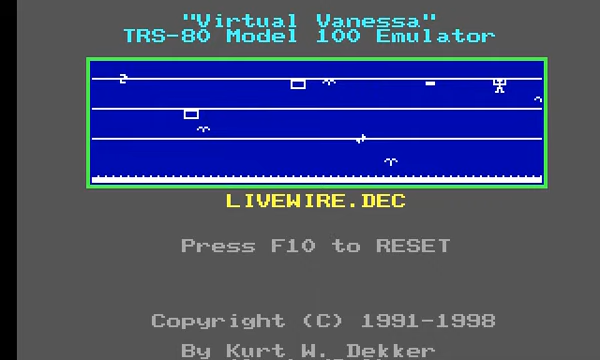 "Virtual Vanessa"
TRS-80 Model 100 Emulator
LIVEWIRE.DEC
Press F10 to RESET
Copyright (C) 1991-1998
By Kurt W. Dekker